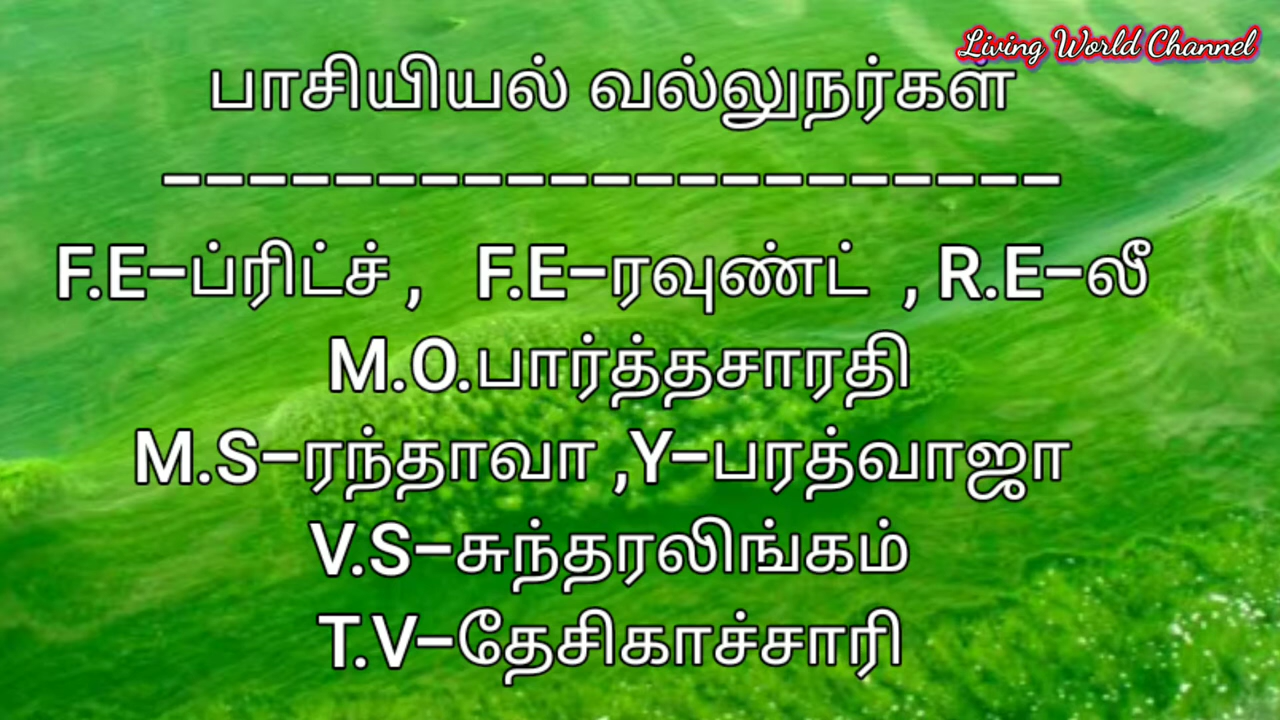 Living World Channel
பாசியியல் வல்லுநர்கள்
----------------------
F.E-ப்ரிட்ச் , F.E-ரவுண்ட் , R.E-லீ
M.O.பார்த்தசாரதி
M.S-ரந்தாவா ,Y-பரத்வாஜா
V.S-சுந்தரலிங்கம்
T.V-தேசிகாச்சாரி